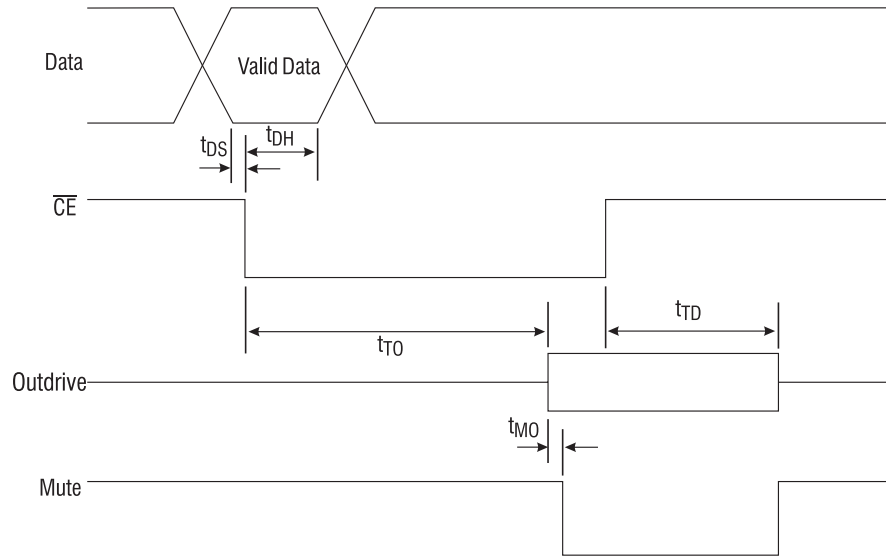 Data
Valid Data
tDS
tDH
CE
tTO
tTD
Outdrive
tMO
Mute